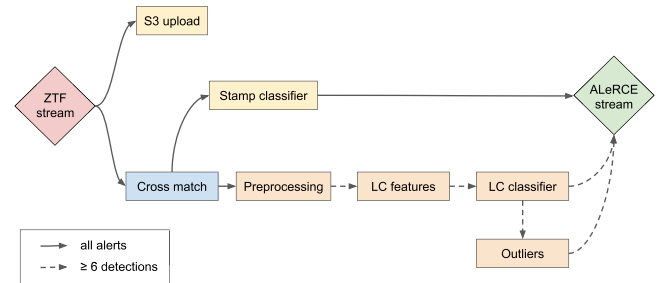 S3 upload
ZTF
stream
Stamp classifier
ALeRCE
stream
Cross match
Preprocessing
LC features
LC classifier
Outliers
all alerts
≥ 6 detections